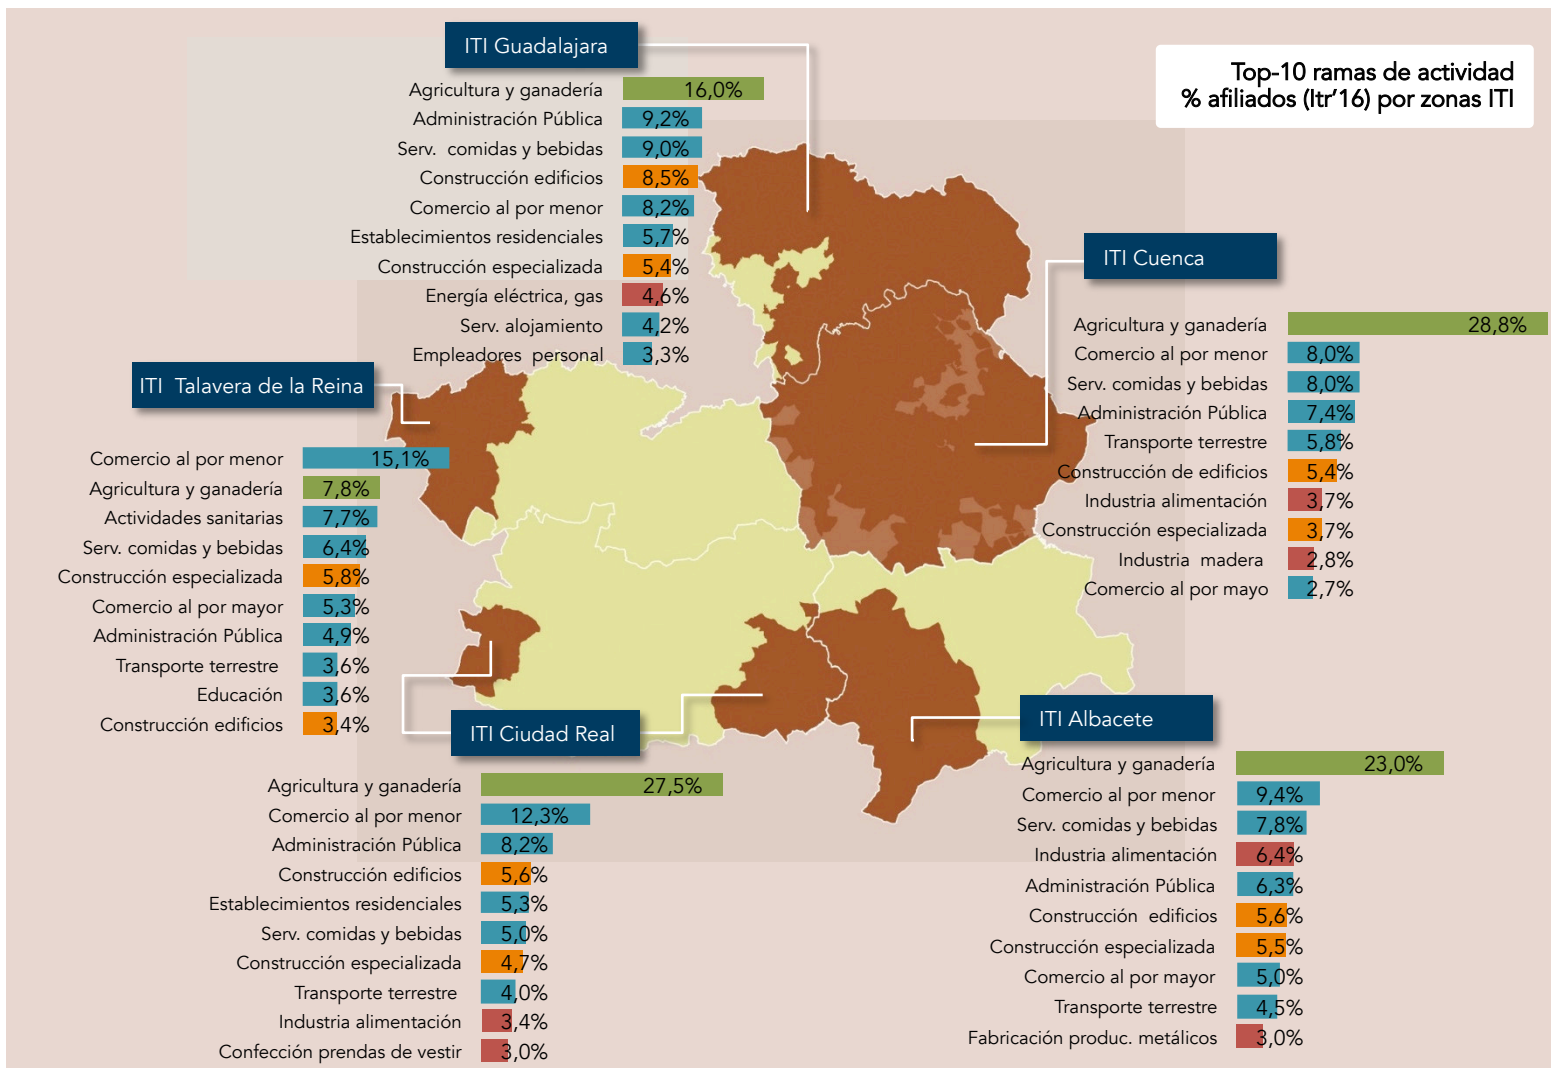 ITI Guadalajara
Agricultura y ganadería 16,0%
Administración Pública 9,2%
Serv. comidas y bebidas 9,0%
Construcción edificios 8,5%
Comercio al por menor 8,2%
Establecimientos residenciales 5,7%
Construcción especializada 5,4%
Energía eléctrica, gas 4,6%
Serv. alojamiento 4,2%
Empleadores personal 3,3%
Top-10 ramas de actividad
% afiliados (Itr’16) por zonas ITI
ITI Cuenca
Agricultura y ganadería 28,8%
Comercio al por menor 8,0%
Serv. comidas y bebidas 8,0%
Administración Pública 7,4%
Transporte terrestre 5,8%
Construcción de edificios 5,4%
Industria alimentación 3,7%
Construcción especializada 3,7%
Industria madera 2,8%
Comercio al por mayo 2,7%
ITI Talavera de la Reina
Comercio al por menor 15,1%
Agricultura y ganadería 7,8%
Actividades sanitarias 7,7%
Serv. comidas y bebidas 6,4%
Construcción especializada 5,8%
Comercio al por mayor 5,3%
Administración Pública 4,9%
Transporte terrestre 3,6%
Educación 3,6%
Construcción edificios 3,4%
ITI Ciudad Real
Agricultura y ganadería 27,5%
Comercio al por menor 12,3%
Administración Pública 8,2%
Construcción edificios 5,6%
Establecimientos residenciales 5,3%
Serv. comidas y bebidas 5,0%
Construcción especializada 4,7%
Transporte terrestre 4,0%
Industria alimentación 3,4%
Confección prendas de vestir 3,0%
ITI Albacete
Agricultura y ganadería 23,0%
Comercio al por menor 9,4%
Serv. comidas y bebidas 7,8%
Industria alimentación 6,4%
Administración Pública 6,3%
Construcción edificios 5,6%
Construcción especializada 5,5%
Comercio al por mayor 5,0%
Transporte terrestre 4,5%
Fabricación produc. metálicos 3,0%